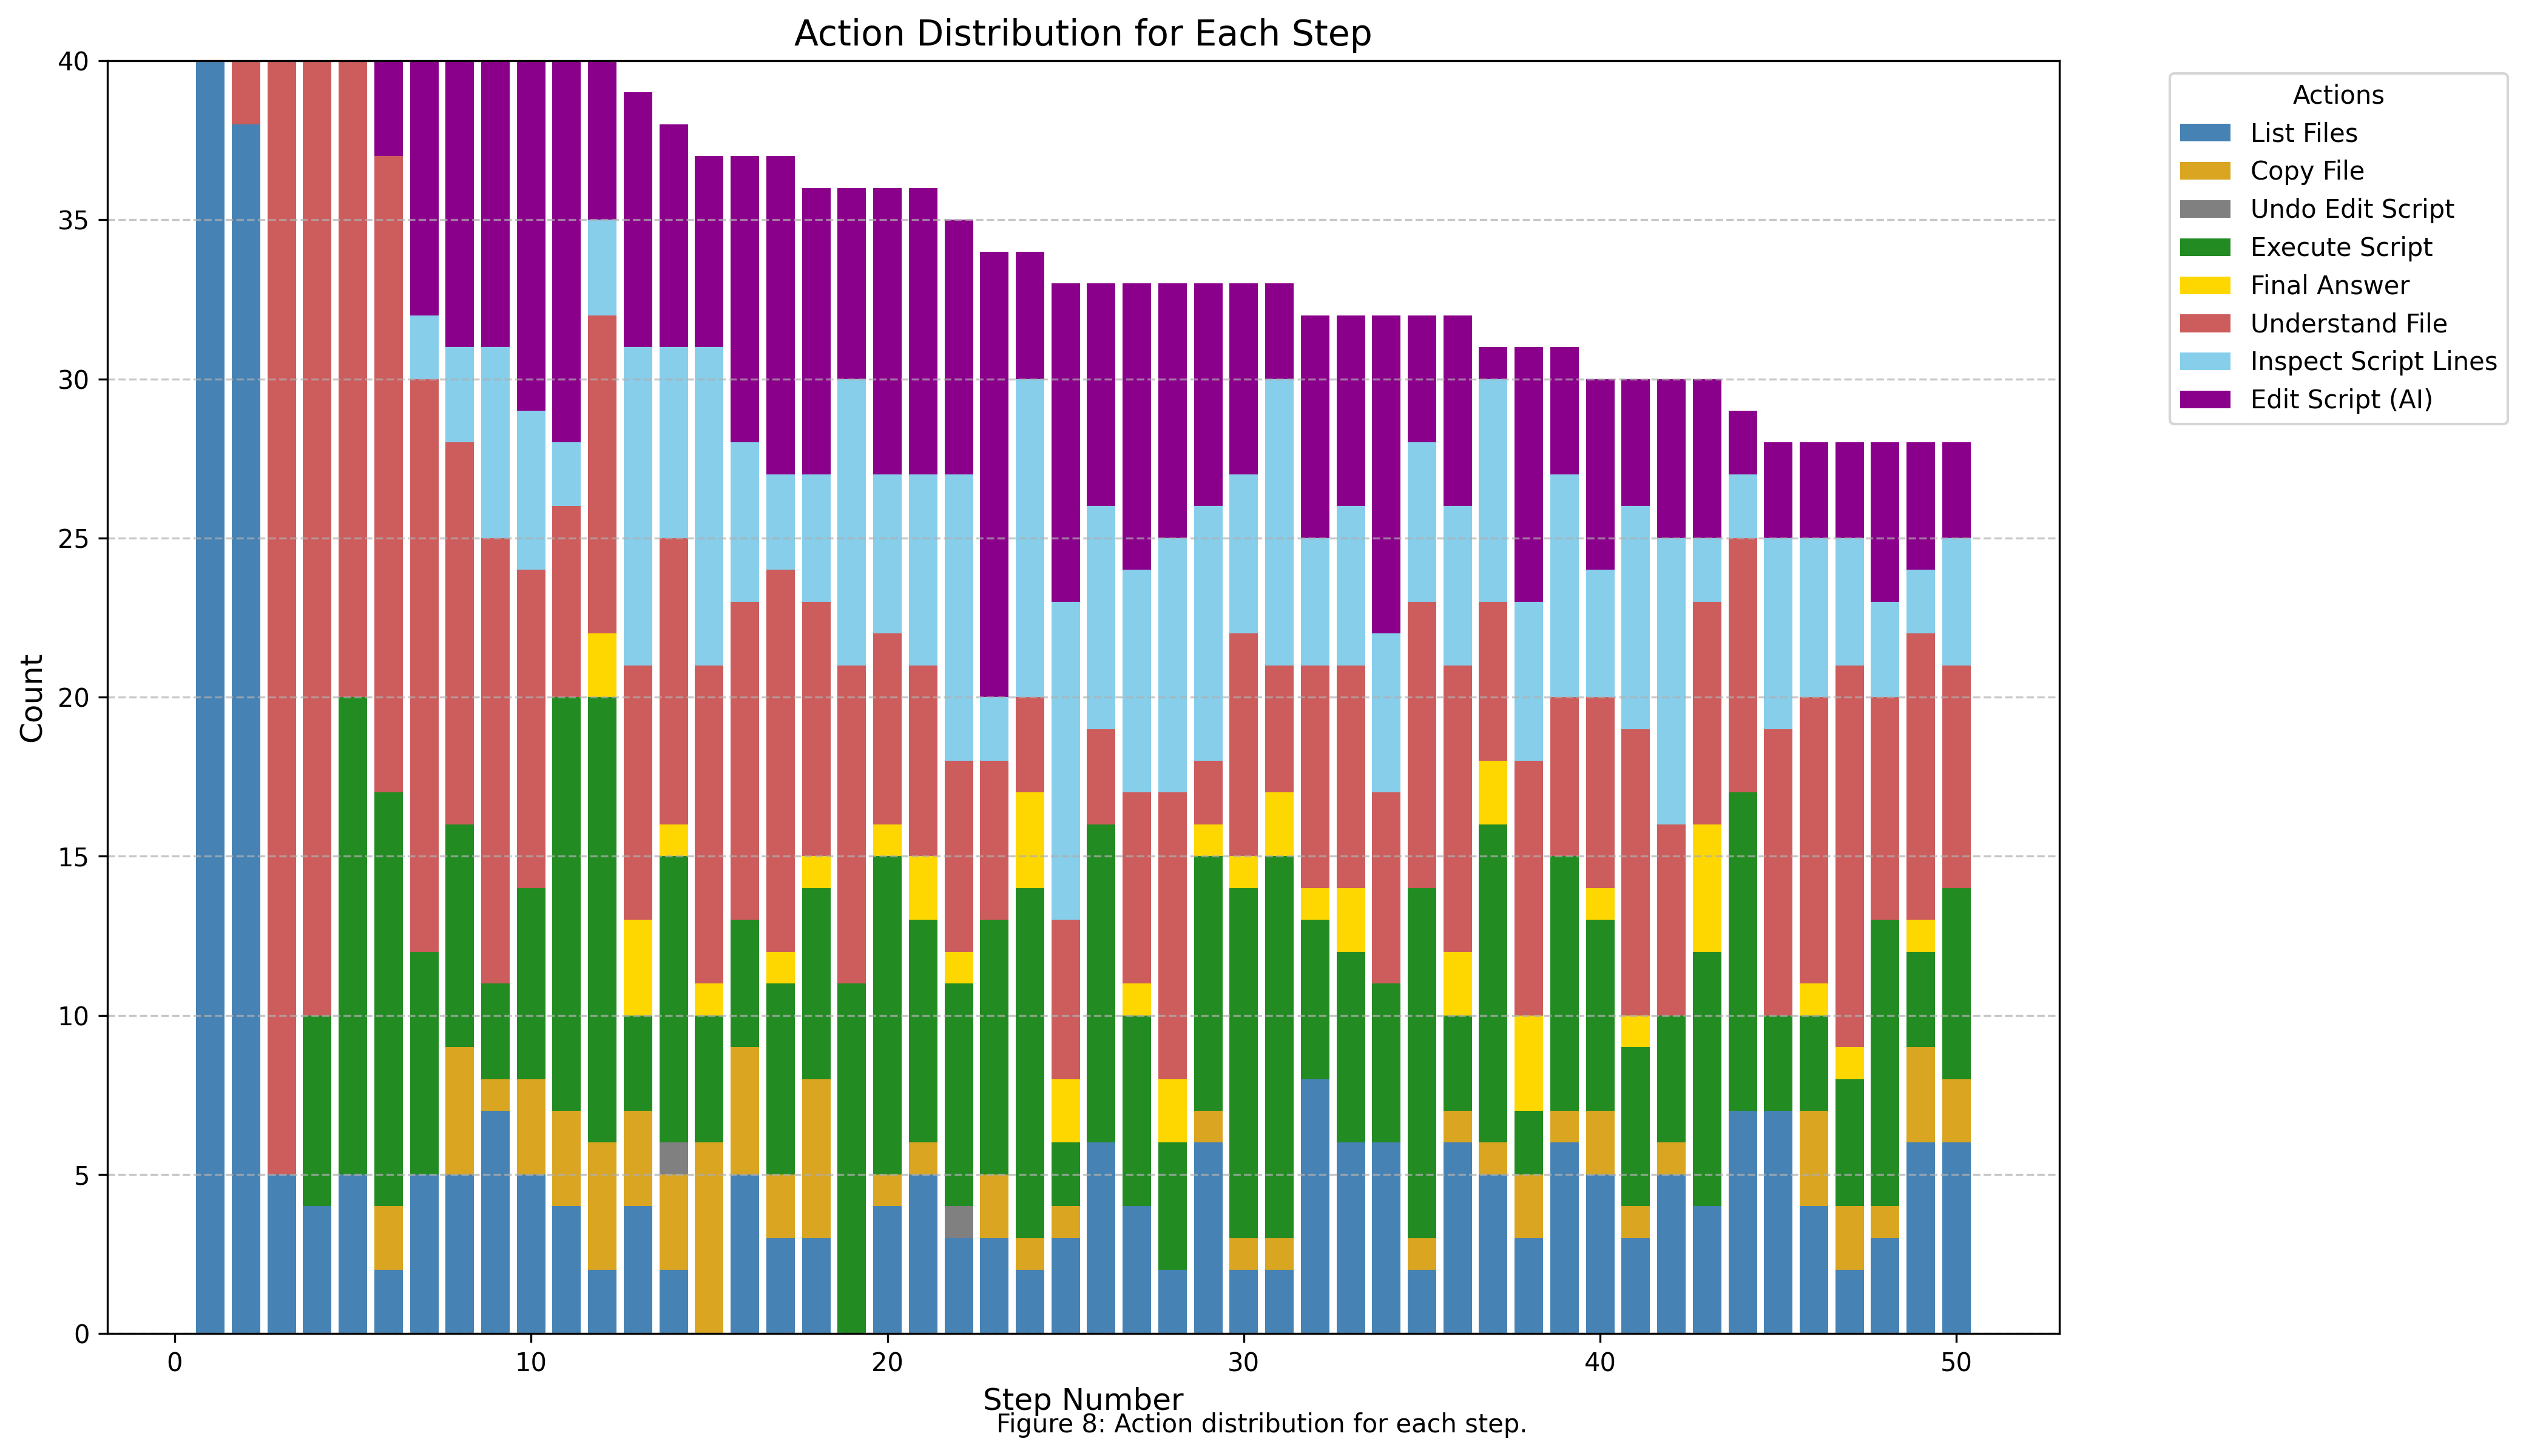 Action Distribution for Each Step
40
35
30
25
20
15
10
5
0
Count
0 10 20 30 40 50
Step Number
Figure 8: Action distribution for each step.
Actions
List Files
Copy File
Undo Edit Script
Execute Script
Final Answer
Understand File
Inspect Script Lines
Edit Script (AI)